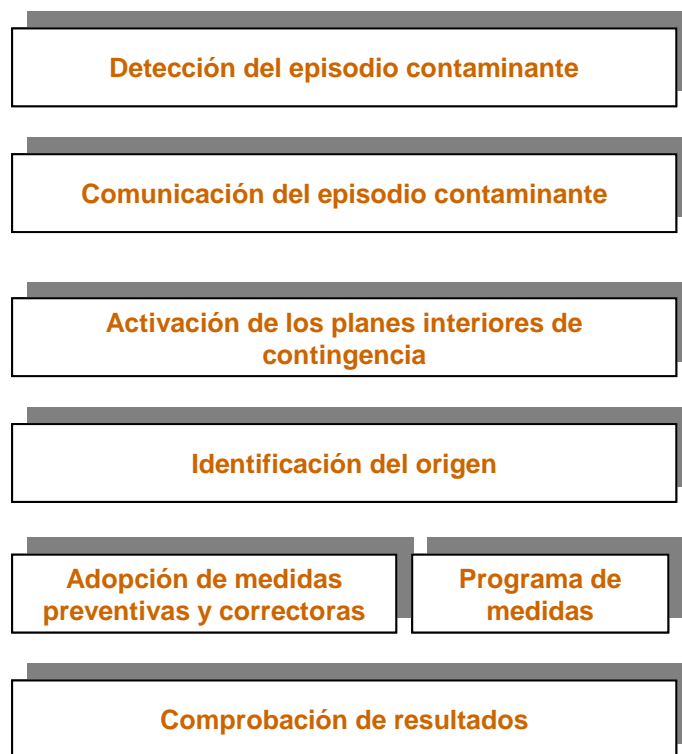 Detección del episodio contaminante
Comunicación del episodio contaminante
Activación de los planes interiores de
contingencia
Identificación del origen
Adopción de medidas
preventivas y correctoras
Programa de
medidas
Comprobación de resultados